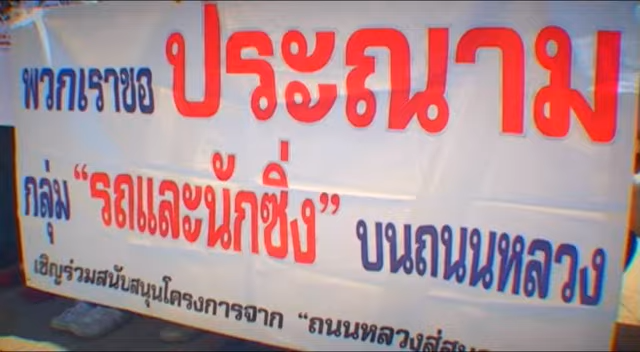 พวกเราขอ ประณาม
กลุ่ม “รถและนักซิ่ง” บนถนนหลวง
เชิญร่วมสนับสนุนโครงการจาก “ถนนหลวงสู่สน